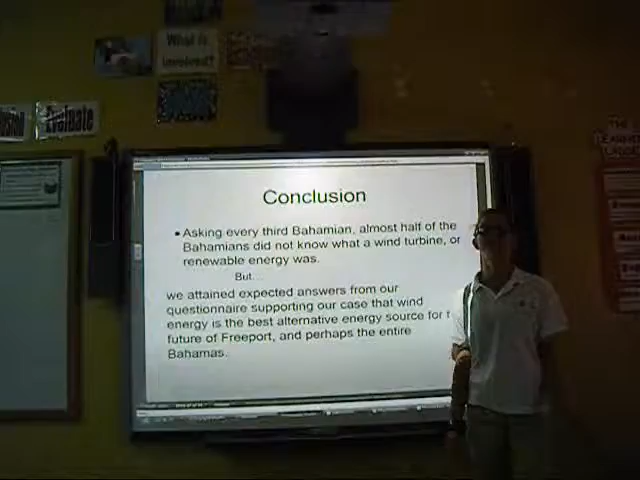 What is
involved?
Evaluate
Conclusion
• Asking every third Bahamian, almost half of the
Bahamians did not know what a wind turbine, or
renewable energy was.
But...
we attained expected answers from our
questionnaire supporting our case that wind
energy is the best alternative energy source for
future of Freeport, and perhaps the entire
Bahamas.